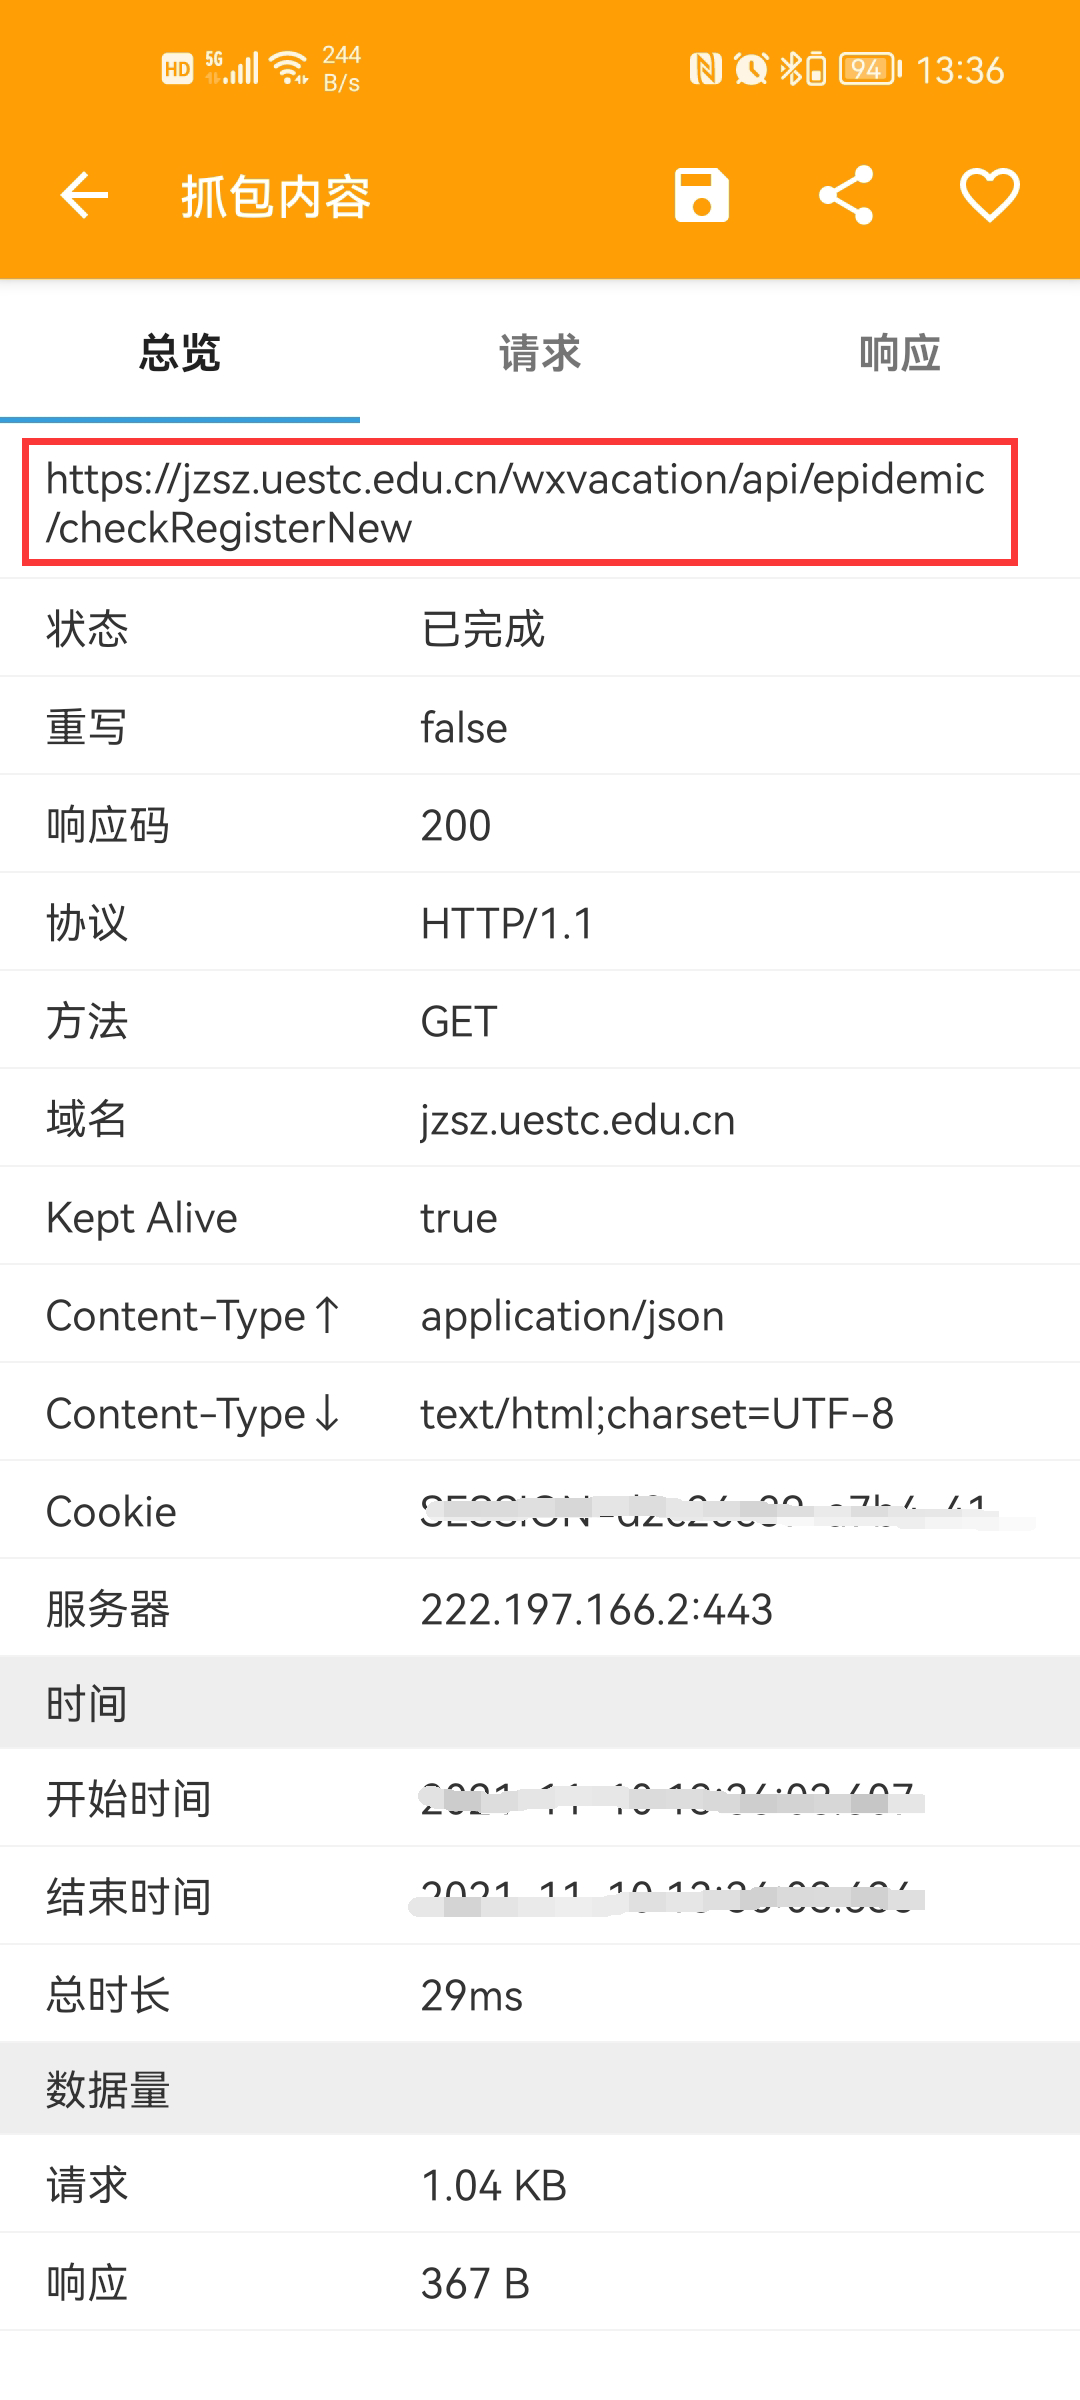 HD 5G 244 B/s 94 13:36
抓包内容
总览 请求 响应
https://jzsz.uestc.edu.cn/wxvacation/api/epidemic
/checkRegisterNew
状态 已完成
重写 false
响应码 200
协议 HTTP/1.1
方法 GET
域名 jzsz.uestc.edu.cn
Kept Alive true
Content-Type↑ application/json
Content-Type↓ text/html;charset=UTF-8
Cookie
服务器 222.197.166.2:443
时间
开始时间
结束时间
总时长 29ms
数据量
请求 1.04 KB
响应 367 B